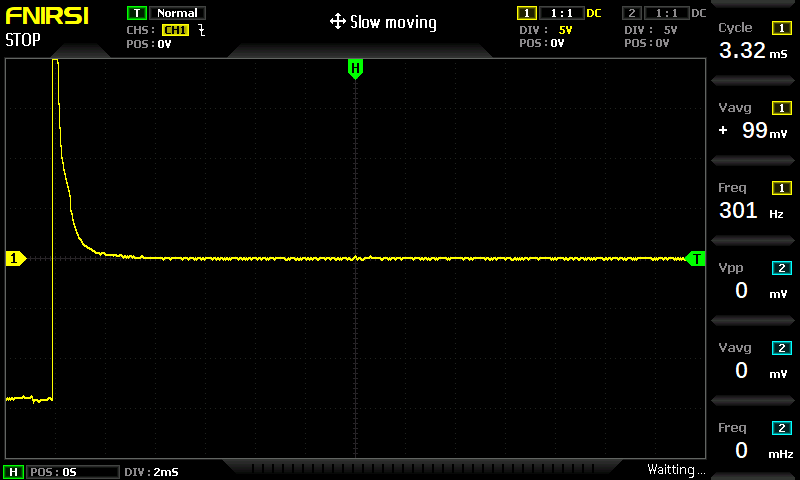 FNIRSI
STOP
T Normal
CHS: CH1
POS: 0V
Slow moving
1 1:1 DC
DIV: 5V
POS: 0V
2 1:1 DC
DIV: 5V
POS: 0V
H
1
T
Cycle 1
3.32 mS
Vavg 1
+ 99 mV
Freq 1
301 Hz
Vpp 2
0 mV
Vavg 2
0 mV
Freq 2
0 mHz
H POS: 0S DIV: 2mS
Waitting...